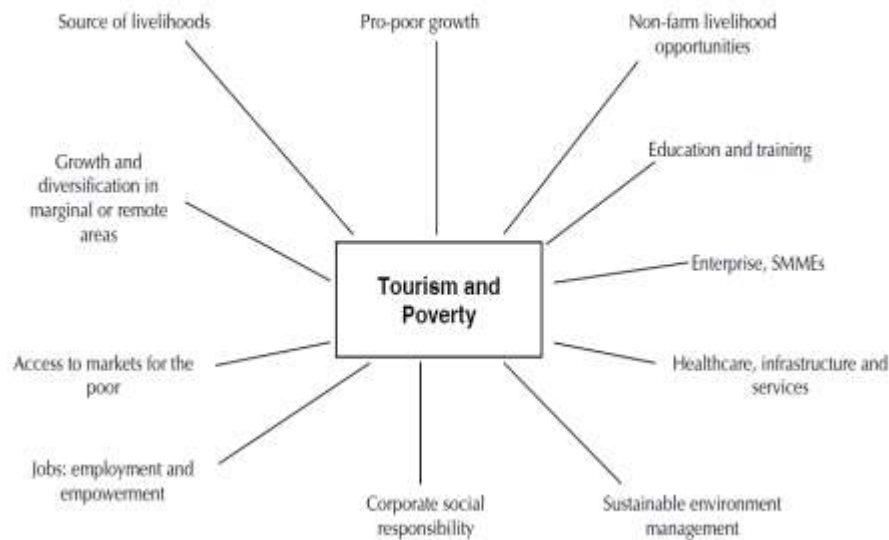 Source of livelihoods
Pro-poor growth
Non-farm livelihood
opportunities
Growth and
diversification in
marginal or remote
areas
Education and training
Tourism and
Poverty
Enterprise, SMMEs
Access to markets for the
poor
Healthcare, infrastructure and
services
Jobs: employment and
empowerment
Corporate social
responsibility
Sustainable environment
management